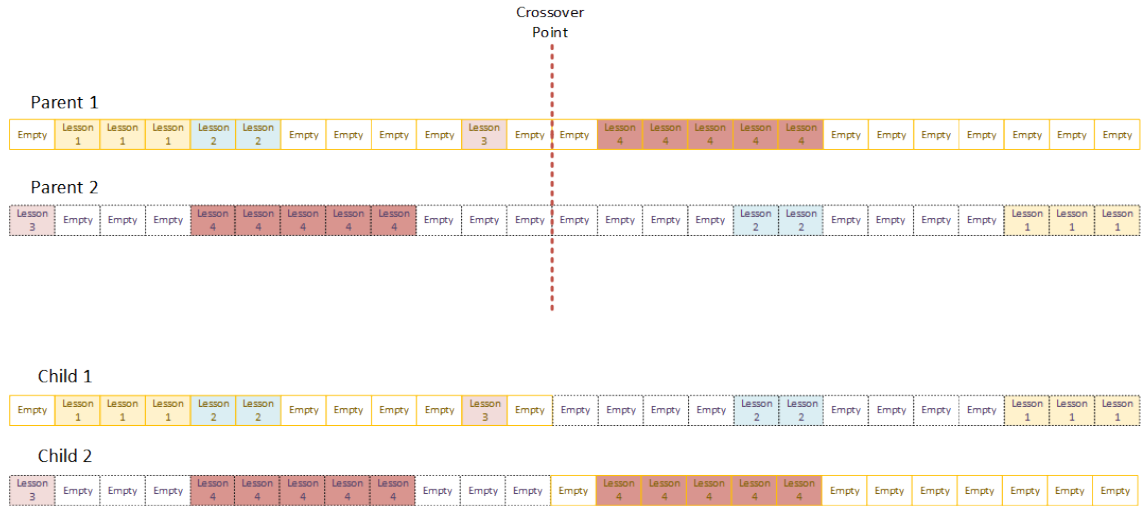 Crossover
Point
Parent 1
Empty Lesson 1 Lesson 1 Lesson 1 Lesson 2 Lesson 2 Empty Empty Empty Empty Lesson 3 Empty Empty Lesson 4 Lesson 4 Lesson 4 Lesson 4 Lesson 4 Empty Empty Empty Empty Empty Empty Empty
Parent 2
Lesson 3 Empty Empty Empty Lesson 4 Lesson 4 Lesson 4 Lesson 4 Lesson 4 Empty Empty Empty Empty Empty Empty Empty Lesson 2 Lesson 2 Empty Empty Empty Empty Lesson 1 Lesson 1 Lesson 1
Child 1
Empty Lesson 1 Lesson 1 Lesson 1 Lesson 2 Lesson 2 Empty Empty Empty Empty Lesson 3 Empty Empty Empty Empty Empty Lesson 2 Lesson 2 Empty Empty Empty Empty Lesson 1 Lesson 1 Lesson 1
Child 2
Lesson 3 Empty Empty Empty Lesson 4 Lesson 4 Lesson 4 Lesson 4 Lesson 4 Empty Empty Empty Empty Lesson 4 Lesson 4 Lesson 4 Lesson 4 Lesson 4 Empty Empty Empty Empty Empty Empty Empty